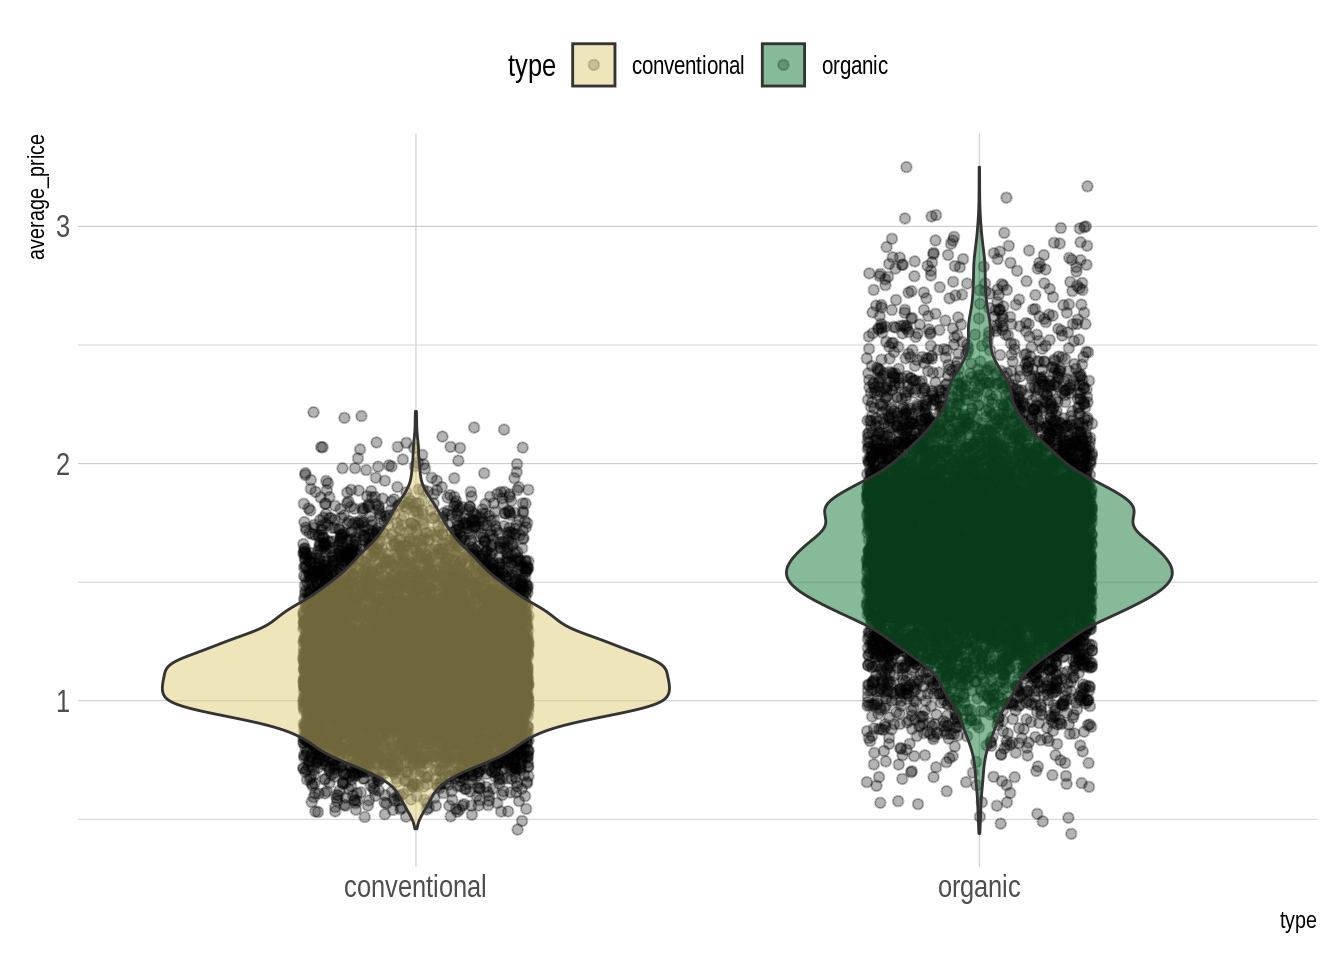 type conventional organic
average_price
3
2
1
conventional organic
type